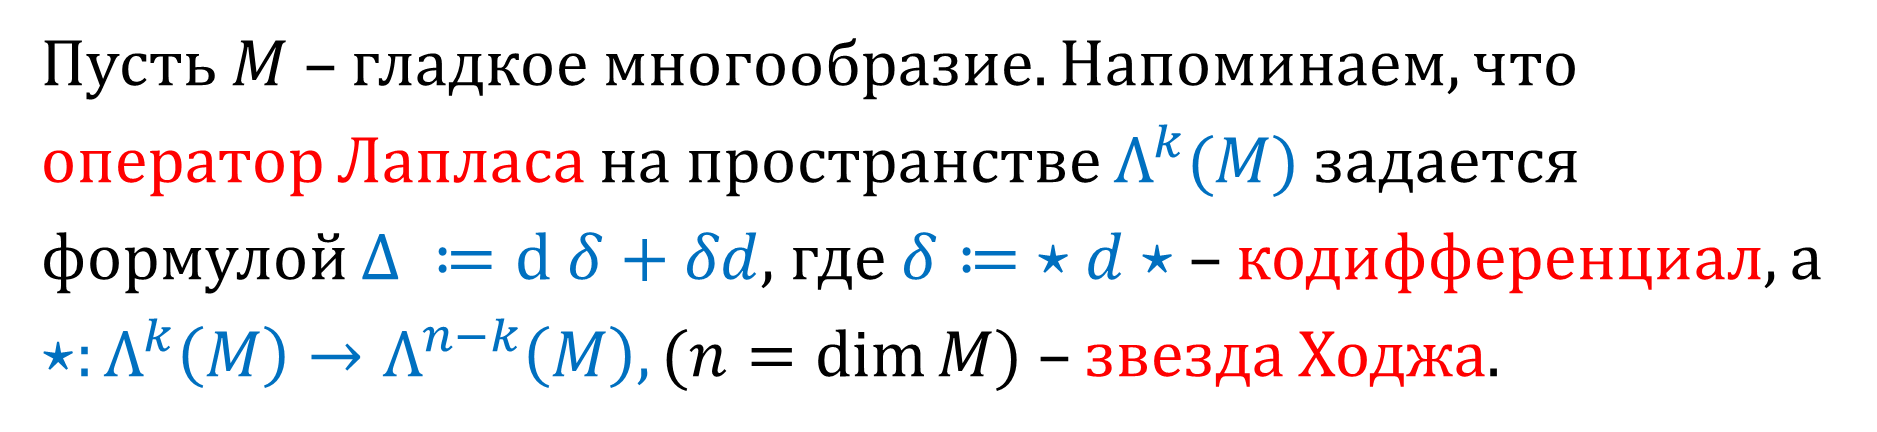 Пусть M – гладкое многообразие. Напоминаем, что
оператор Лапласа на пространстве Λ^k(M) задается
формулой Δ ≔ d δ + δd, где δ ≔ ⋆ d ⋆ – кодифференциал, а
⋆: Λ^k(M) → Λ^{n−k}(M), (n = dim M) – звезда Ходжа.